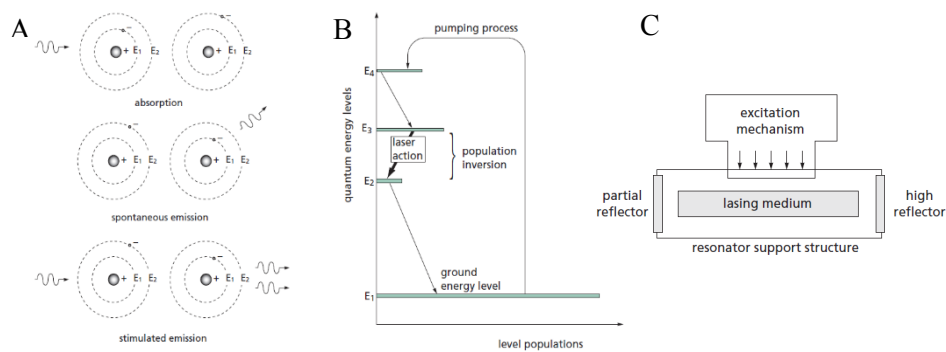 A
+ E₁ E₂
−
+ E₁ E₂
−
absorption
+ E₁ E₂
−
+ E₁ E₂
−
spontaneous emission
+ E₁ E₂
−
+ E₁ E₂
−
stimulated emission
B
pumping process
quantum energy levels
E₄
E₃
laser
action
population
inversion
E₂
ground
energy level
E₁
level populations
C
excitation
mechanism
partial
reflector
lasing medium
high
reflector
resonator support structure